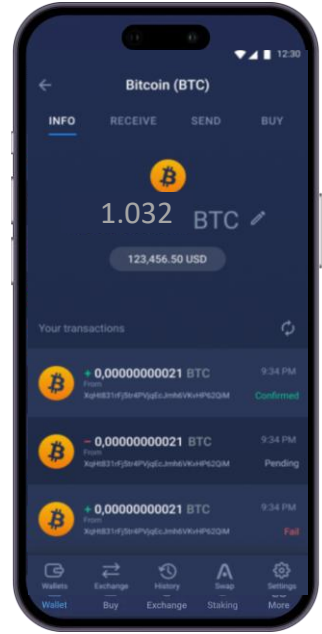 12:30
Bitcoin (BTC)
INFO RECEIVE SEND BUY
1.032 BTC
123,456.50 USD
Your transactions
+ 0,00000000021 BTC 9:34 PM
From
Confirmed
− 0,00000000021 BTC 9:34 PM
From
Pending
+ 0,00000000021 BTC 9:34 PM
From
Fail
Wallets Exchange History Swap Settings
Wallet Buy Exchange Staking More